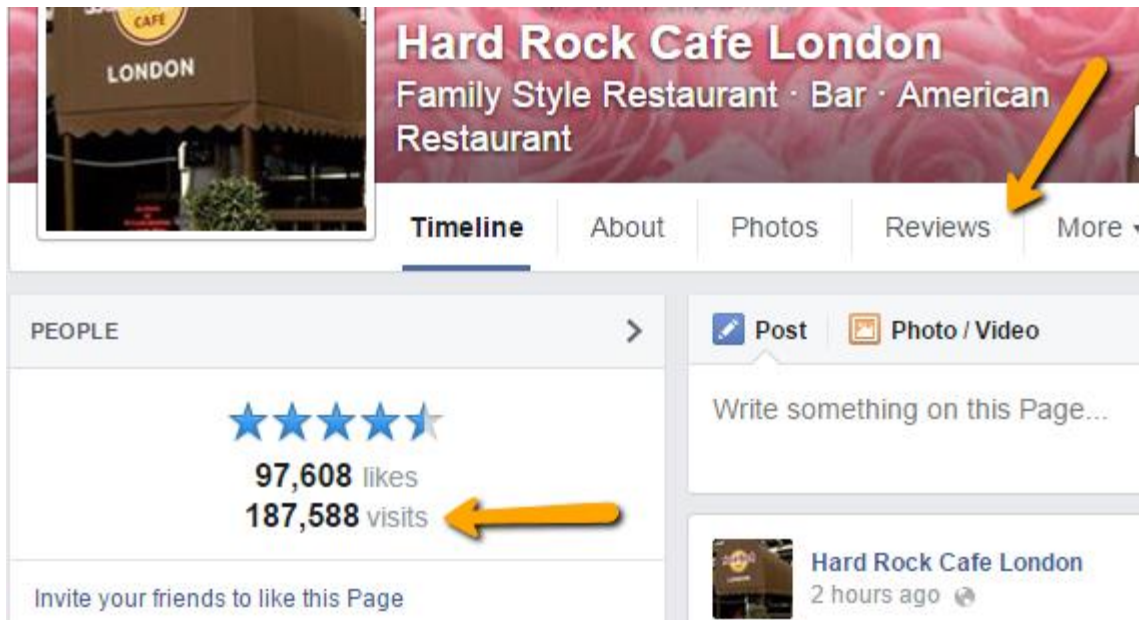 CAFE
LONDON
Hard Rock Cafe London
Family Style Restaurant · Bar · American
Restaurant
Timeline About Photos Reviews More
PEOPLE
Post Photo / Video
Write something on this Page...
97,608 likes
187,588 visits
Hard Rock Cafe London
2 hours ago
Invite your friends to like this Page